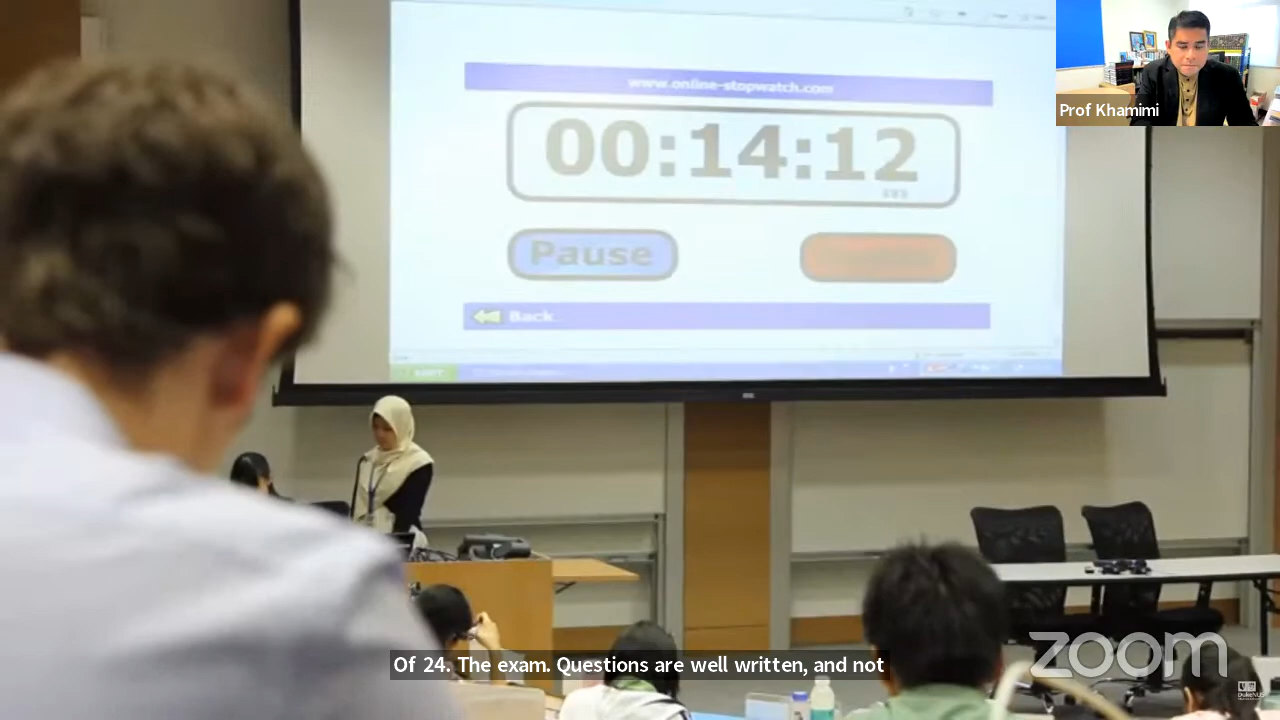 www.online-stopwatch.com
00:14:12
Pause
Back
Prof Khamimi
Of 24. The exam. Questions are well written, and not
zoom
DukeNUS